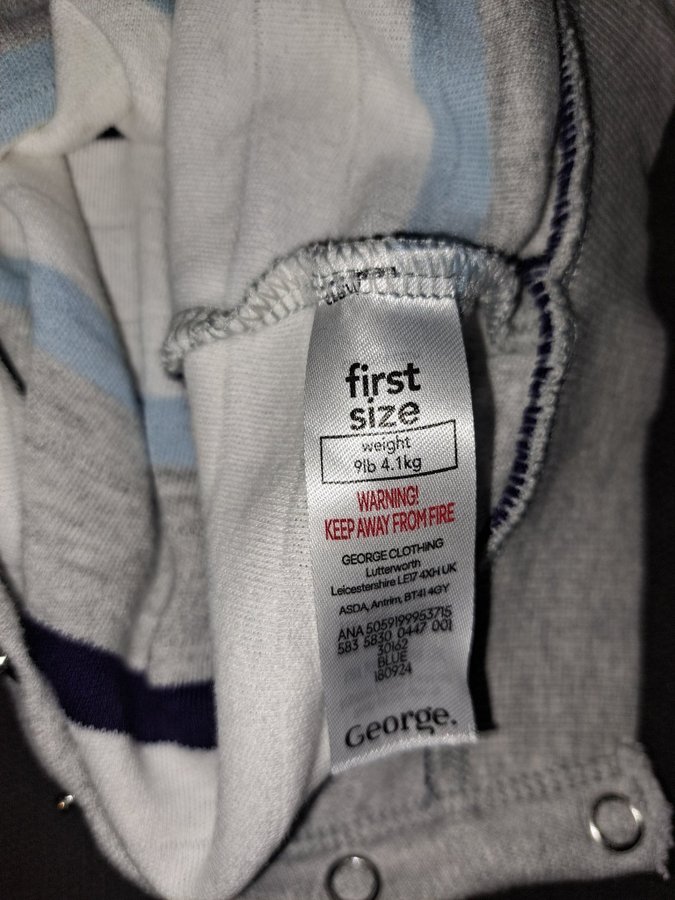 first
size
weight
9lb 4.1kg
WARNING!
KEEP AWAY FROM FIRE
GEORGE CLOTHING
Lutterworth
Leicestershire LE17 4XH UK
ASDA, Antrim, BT41 4GY
ANA 5059199953715
583 5830 0447 001
30162
BLUE
180924
George.